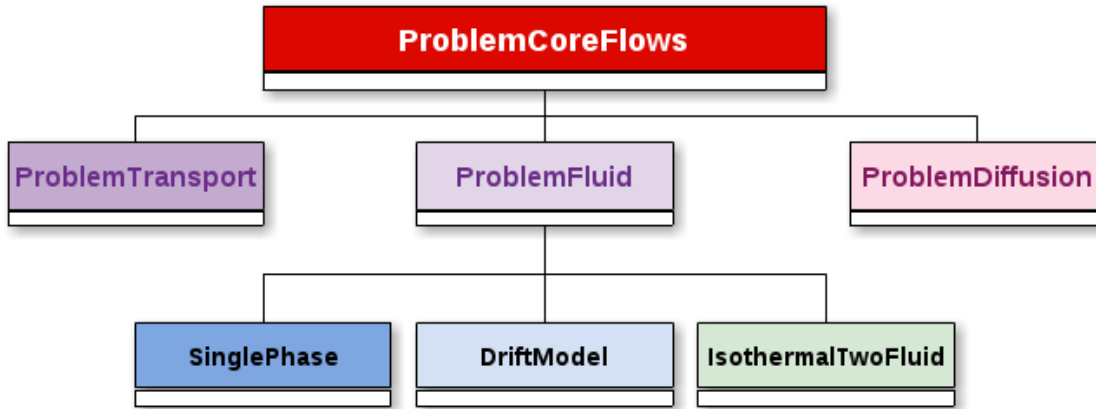 ProblemCoreFlows
ProblemTransport
ProblemFluid
ProblemDiffusion
SinglePhase
DriftModel
IsothermalTwoFluid